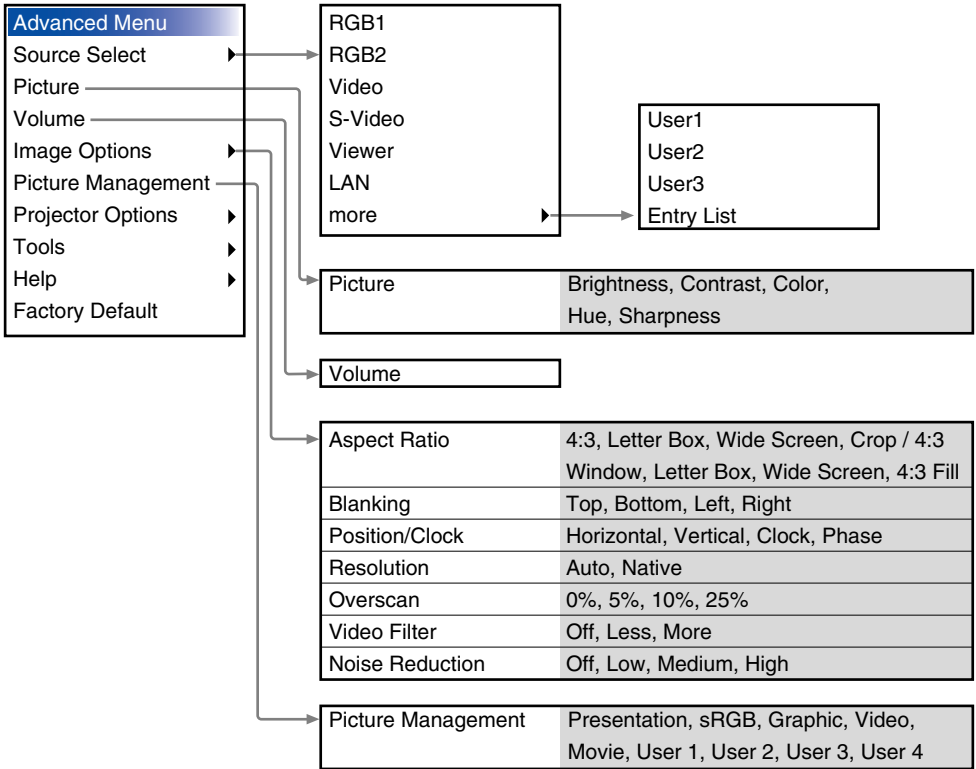 Advanced Menu
Source Select
Picture
Volume
Image Options
Picture Management
Projector Options
Tools
Help
Factory Default
RGB1
RGB2
Video
S-Video
Viewer
LAN
more
User1
User2
User3
Entry List
Picture Brightness, Contrast, Color,
Hue, Sharpness
Volume
Aspect Ratio 4:3, Letter Box, Wide Screen, Crop / 4:3
Window, Letter Box, Wide Screen, 4:3 Fill
Blanking Top, Bottom, Left, Right
Position/Clock Horizontal, Vertical, Clock, Phase
Resolution Auto, Native
Overscan 0%, 5%, 10%, 25%
Video Filter Off, Less, More
Noise Reduction Off, Low, Medium, High
Picture Management Presentation, sRGB, Graphic, Video,
Movie, User 1, User 2, User 3, User 4